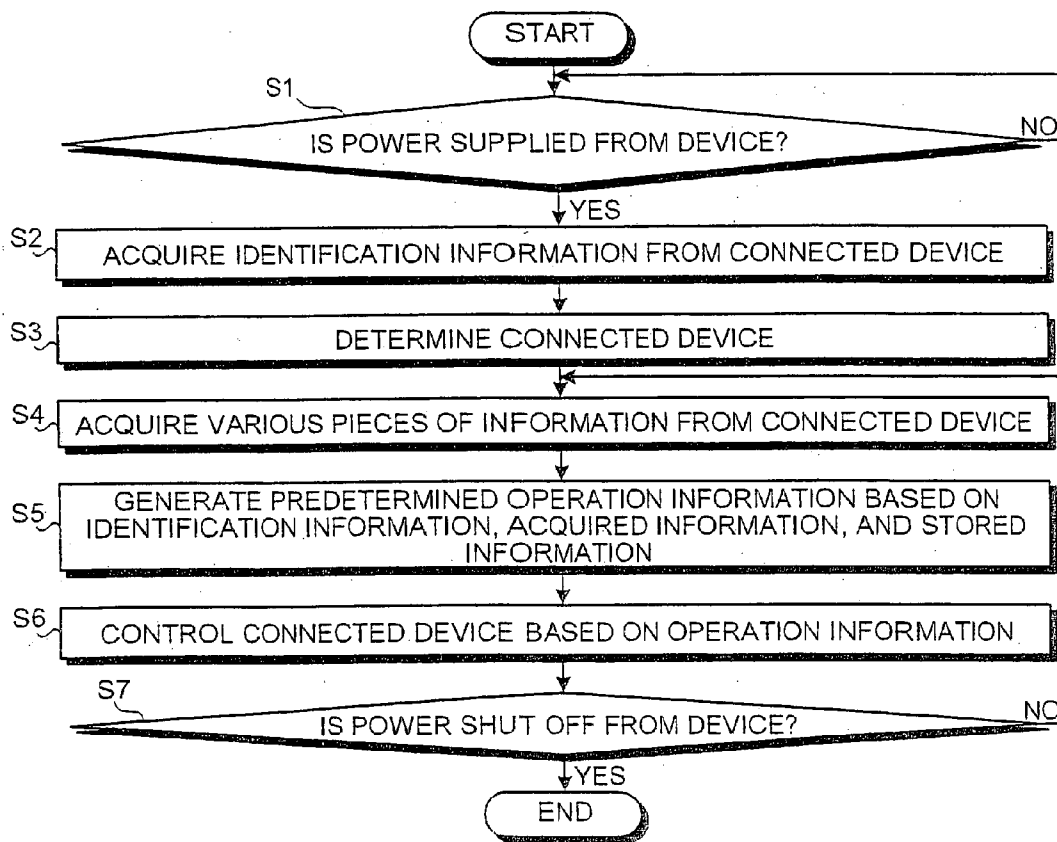 START
S1
IS POWER SUPPLIED FROM DEVICE?
NO
YES
S2
ACQUIRE IDENTIFICATION INFORMATION FROM CONNECTED DEVICE
S3
DETERMINE CONNECTED DEVICE
S4
ACQUIRE VARIOUS PIECES OF INFORMATION FROM CONNECTED DEVICE
S5
GENERATE PREDETERMINED OPERATION INFORMATION BASED ON
IDENTIFICATION INFORMATION, ACQUIRED INFORMATION, AND STORED
INFORMATION
S6
CONTROL CONNECTED DEVICE BASED ON OPERATION INFORMATION
S7
IS POWER SHUT OFF FROM DEVICE?
NO
YES
END